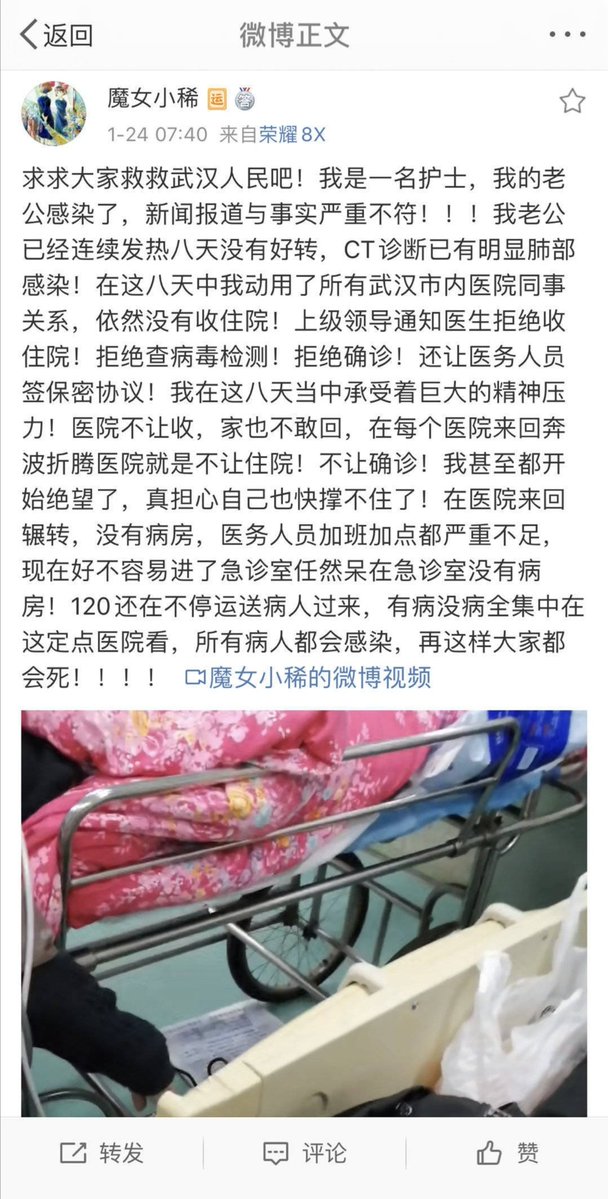 返回
微博正文
魔女小稀 运
1-24 07:40 来自荣耀8X
求求大家救救武汉人民吧！我是一名护士，我的老
公感染了，新闻报道与事实严重不符！！！我老公
已经连续发热八天没有好转，CT诊断已有明显肺部
感染！在这八天中我动用了所有武汉市内医院同事
关系，依然没有收住院！上级领导通知医生拒绝收
住院！拒绝查病毒检测！拒绝确诊！还让医务人员
签保密协议！我在这八天当中承受着巨大的精神压
力！医院不让收，家也不敢回，在每个医院来回奔
波折腾医院就是不让住院！不让确诊！我甚至都开
始绝望了，真担心自己也快撑不住了！在医院来回
辗转，没有病房，医务人员加班加点都严重不足，
现在好不容易进了急诊室任然呆在急诊室没有病
房！120还在不停运送病人过来，有病没病全集中在
这定点医院看，所有病人都会感染，再这样大家都
会死！！！！ 魔女小稀的微博视频
转发
评论
赞